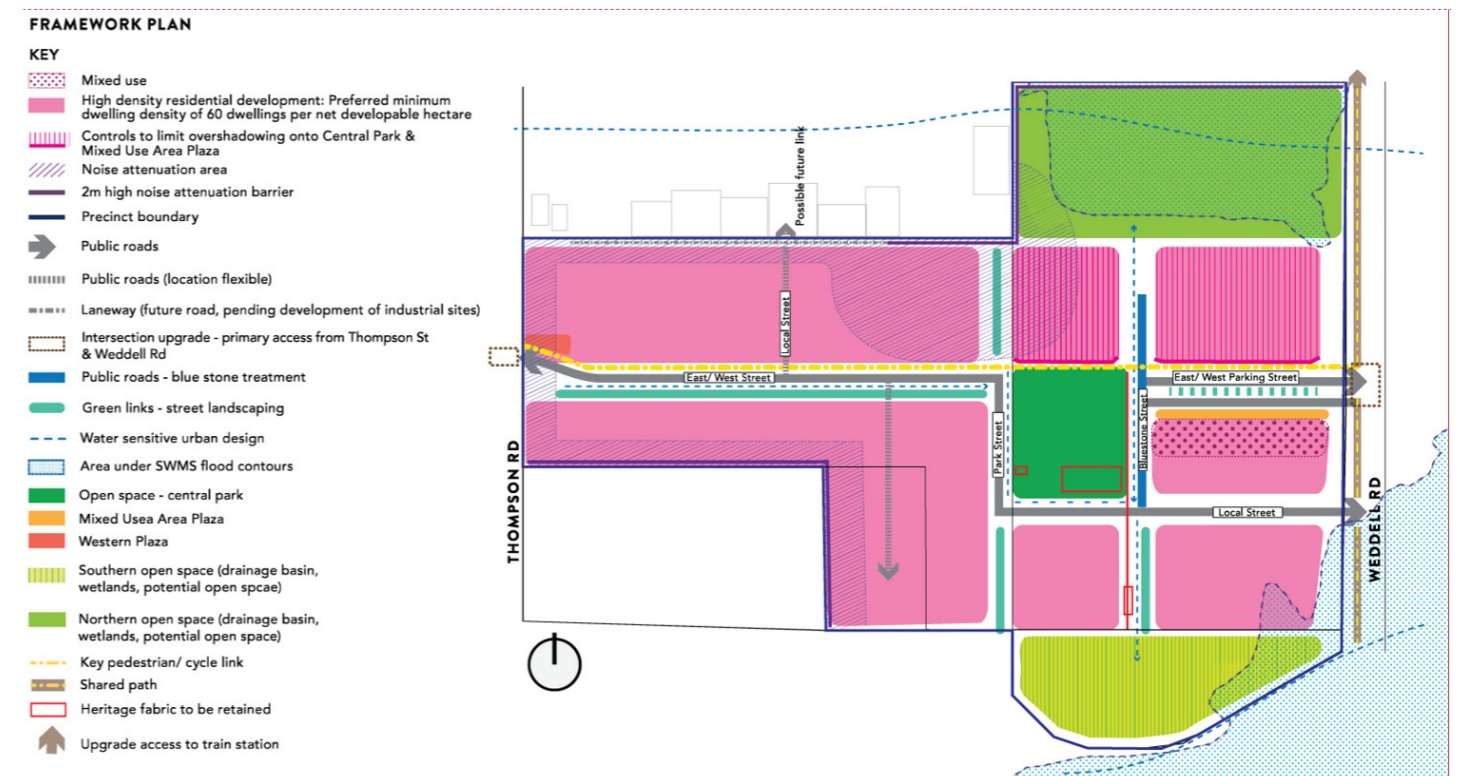 FRAMEWORK PLAN
KEY
Mixed use
High density residential development: Preferred minimum
dwelling density of 60 dwellings per net developable hectare
Controls to limit overshadowing onto Central Park &
Mixed Use Area Plaza
Noise attenuation area
2m high noise attenuation barrier
Precinct boundary
Public roads
Public roads (location flexible)
Laneway (future road, pending development of industrial sites)
Intersection upgrade - primary access from Thompson St
& Weddell Rd
Public roads - blue stone treatment
Green links - street landscaping
Water sensitive urban design
Area under SWMS flood contours
Open space - central park
Mixed Usea Area Plaza
Western Plaza
Southern open space (drainage basin,
wetlands, potential open spcae)
Northern open space (drainage basin,
wetlands, potential open space)
Key pedestrian/ cycle link
Shared path
Heritage fabric to be retained
Upgrade access to train station
Possible future link
Local Street
East/ West Street
East/ West Parking Street
Park Street
Bluestone Street
Local Street
THOMPSON RD
WEDDELL RD